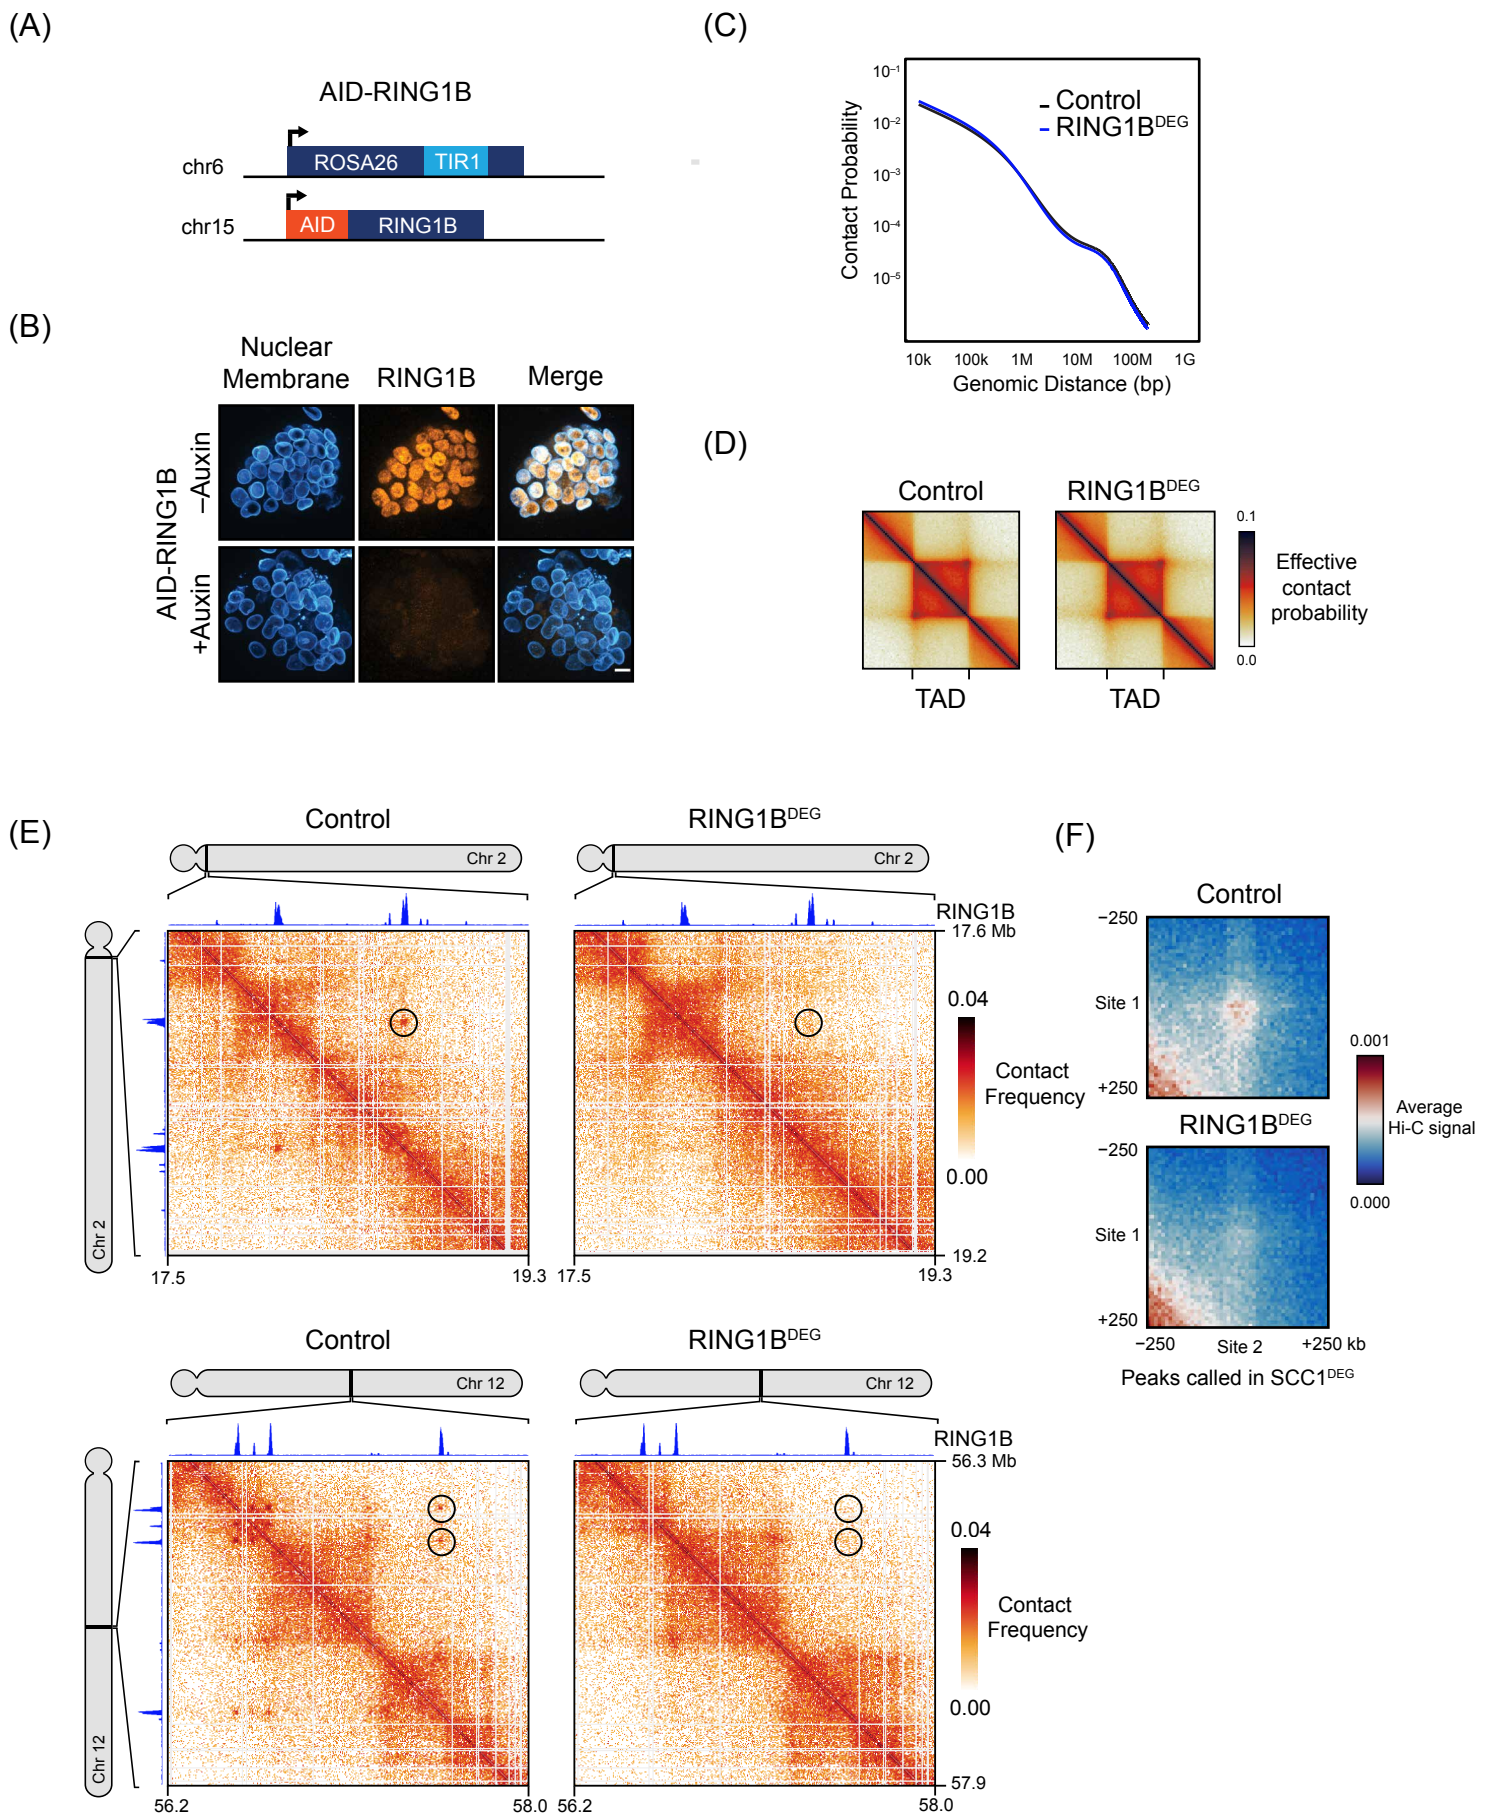 (A)
AID-RING1B
chr6
ROSA26
TIR1
chr15
AID
RING1B
(B)
Nuclear
Membrane
RING1B
Merge
AID-RING1B
−Auxin
+Auxin
(C)
Contact Probability
10⁻¹
10⁻²
10⁻³
10⁻⁴
10⁻⁵
Control
RING1B^DEG
10k 100k 1M 10M 100M 1G
Genomic Distance (bp)
(D)
Control
RING1B^DEG
TAD
TAD
0.1
0.0
Effective
contact
probability
(E)
Control
RING1B^DEG
Chr 2
Chr 2
RING1B
17.6 Mb
Chr 2
0.04
0.00
Contact
Frequency
19.2
17.5
19.3
17.5
19.3
Control
RING1B^DEG
Chr 12
Chr 12
RING1B
56.3 Mb
Chr 12
0.04
0.00
Contact
Frequency
57.9
56.2
58.0
56.2
58.0
(F)
Control
−250
Site 1
+250
RING1B^DEG
−250
Site 1
+250
−250
Site 2
+250 kb
Peaks called in SCC1^DEG
0.001
0.000
Average
Hi-C signal